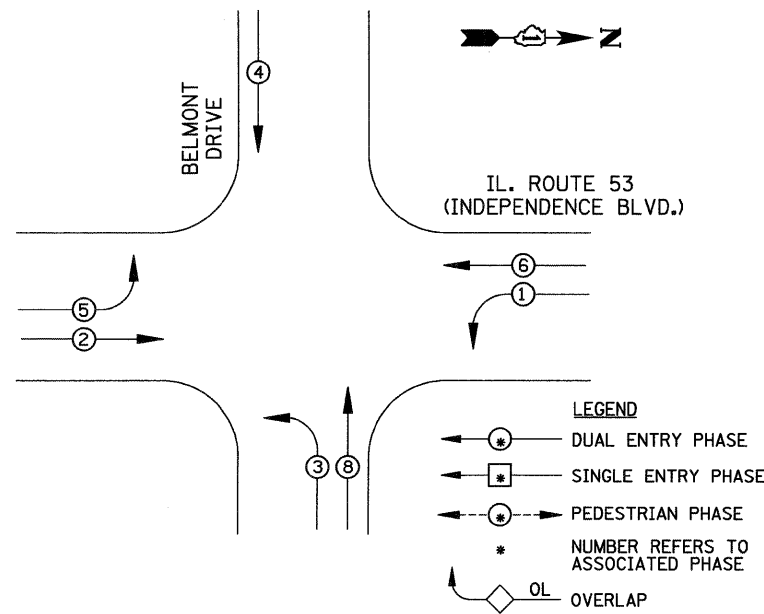 4
BELMONT
DRIVE
N
IL. ROUTE 53
(INDEPENDENCE BLVD.)
6
1
5
2
3
8
LEGEND
* DUAL ENTRY PHASE
* SINGLE ENTRY PHASE
* PEDESTRIAN PHASE
* NUMBER REFERS TO
ASSOCIATED PHASE
OL OVERLAP